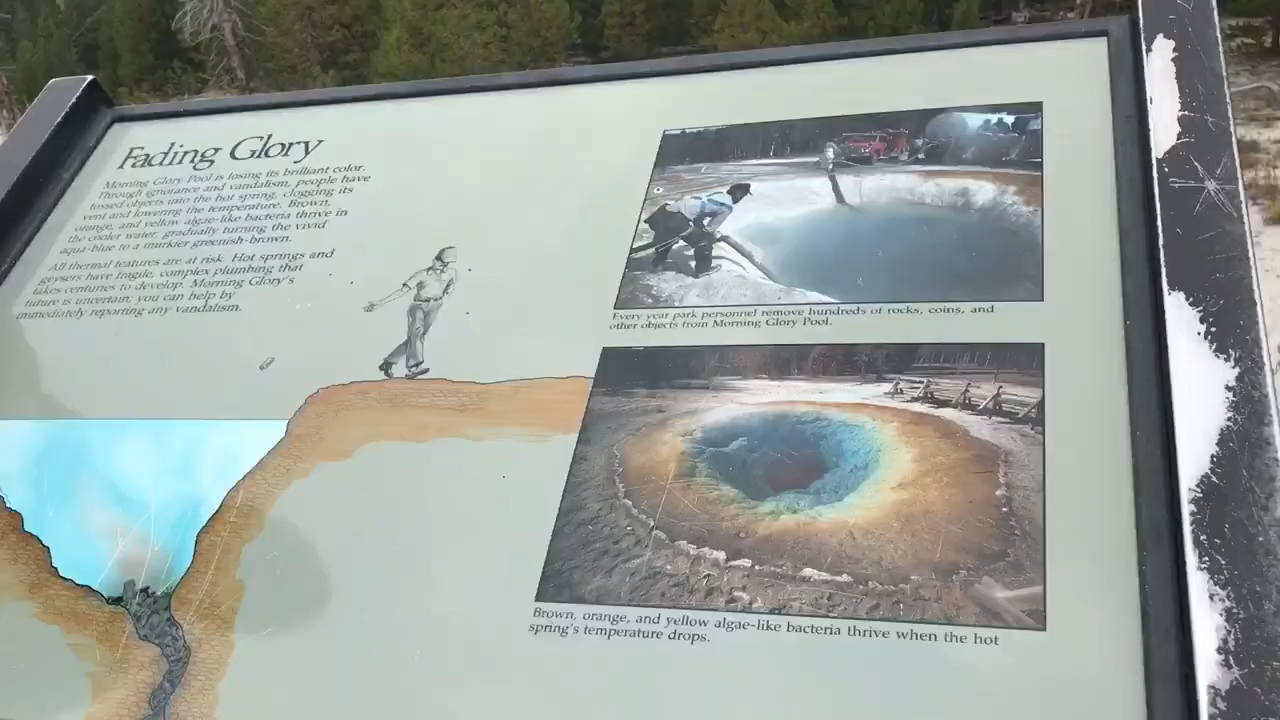 Fading Glory
Morning Glory Pool is losing its brilliant color.
Through ignorance and vandalism, people have
tossed objects into the hot spring, clogging its
vent and lowering the temperature. Brown,
orange, and yellow algae-like bacteria thrive in
the cooler water, gradually turning the vivid
aqua-blue to a murkier greenish-brown.
All thermal features are at risk. Hot springs and
geysers have fragile, complex plumbing that
takes centuries to develop. Morning Glory's
future is uncertain; you can help by
immediately reporting any vandalism.
Every year park personnel remove hundreds of rocks, coins, and
other objects from Morning Glory Pool.
Brown, orange, and yellow algae-like bacteria thrive when the hot
spring's temperature drops.